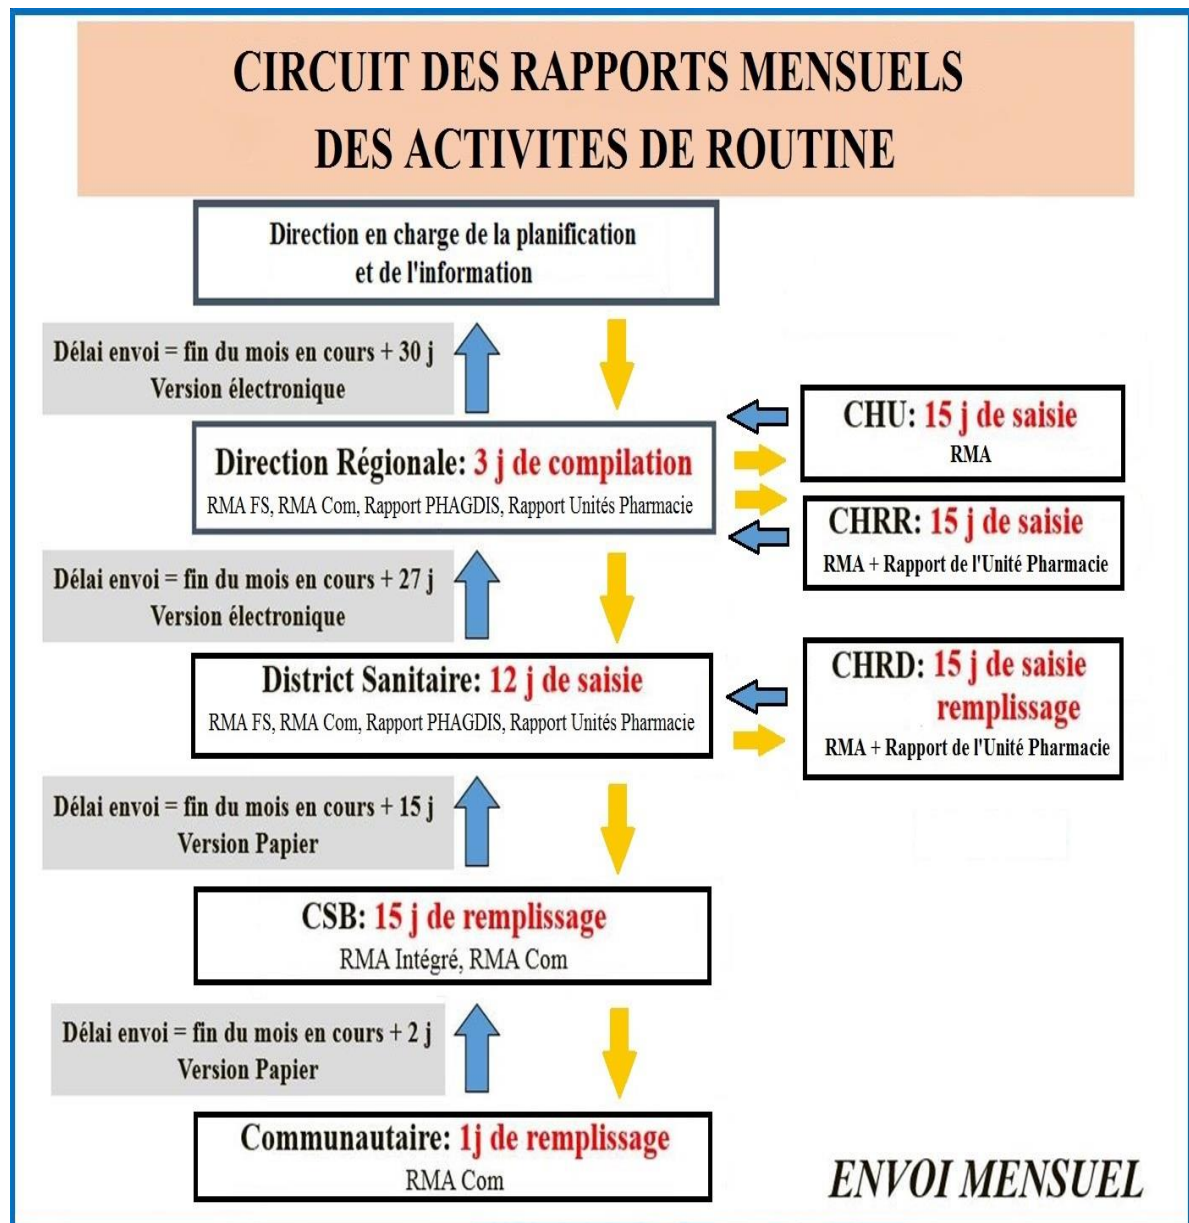 CIRCUIT DES RAPPORTS MENSUELS
DES ACTIVITES DE ROUTINE
Direction en charge de la planification
et de l'information
Délai envoi = fin du mois en cours + 30 j
Version électronique
CHU: 15 j de saisie
RMA
Direction Régionale: 3 j de compilation
RMA FS, RMA Com, Rapport PHAGDIS, Rapport Unités Pharmacie
CHRR: 15 j de saisie
RMA + Rapport de l'Unité Pharmacie
Délai envoi = fin du mois en cours + 27 j
Version électronique
District Sanitaire: 12 j de saisie
RMA FS, RMA Com, Rapport PHAGDIS, Rapport Unités Pharmacie
CHRD: 15 j de saisie
remplissage
RMA + Rapport de l'Unité Pharmacie
Délai envoi = fin du mois en cours + 15 j
Version Papier
CSB: 15 j de remplissage
RMA Intégré, RMA Com
Délai envoi = fin du mois en cours + 2 j
Version Papier
Communautaire: 1j de remplissage
RMA Com
ENVOI MENSUEL